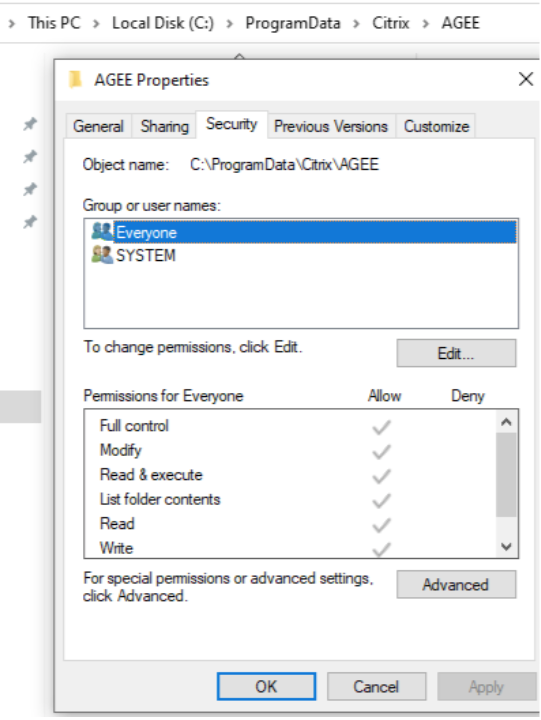 > This PC > Local Disk (C:) > ProgramData > Citrix > AGEE
AGEE Properties
General Sharing Security Previous Versions Customize
Object name: C:\ProgramData\Citrix\AGEE
Group or user names:
Everyone
SYSTEM
To change permissions, click Edit.
Edit...
Permissions for Everyone Allow Deny
Full control
Modify
Read & execute
List folder contents
Read
Write
For special permissions or advanced settings,
click Advanced.
Advanced
OK Cancel Apply